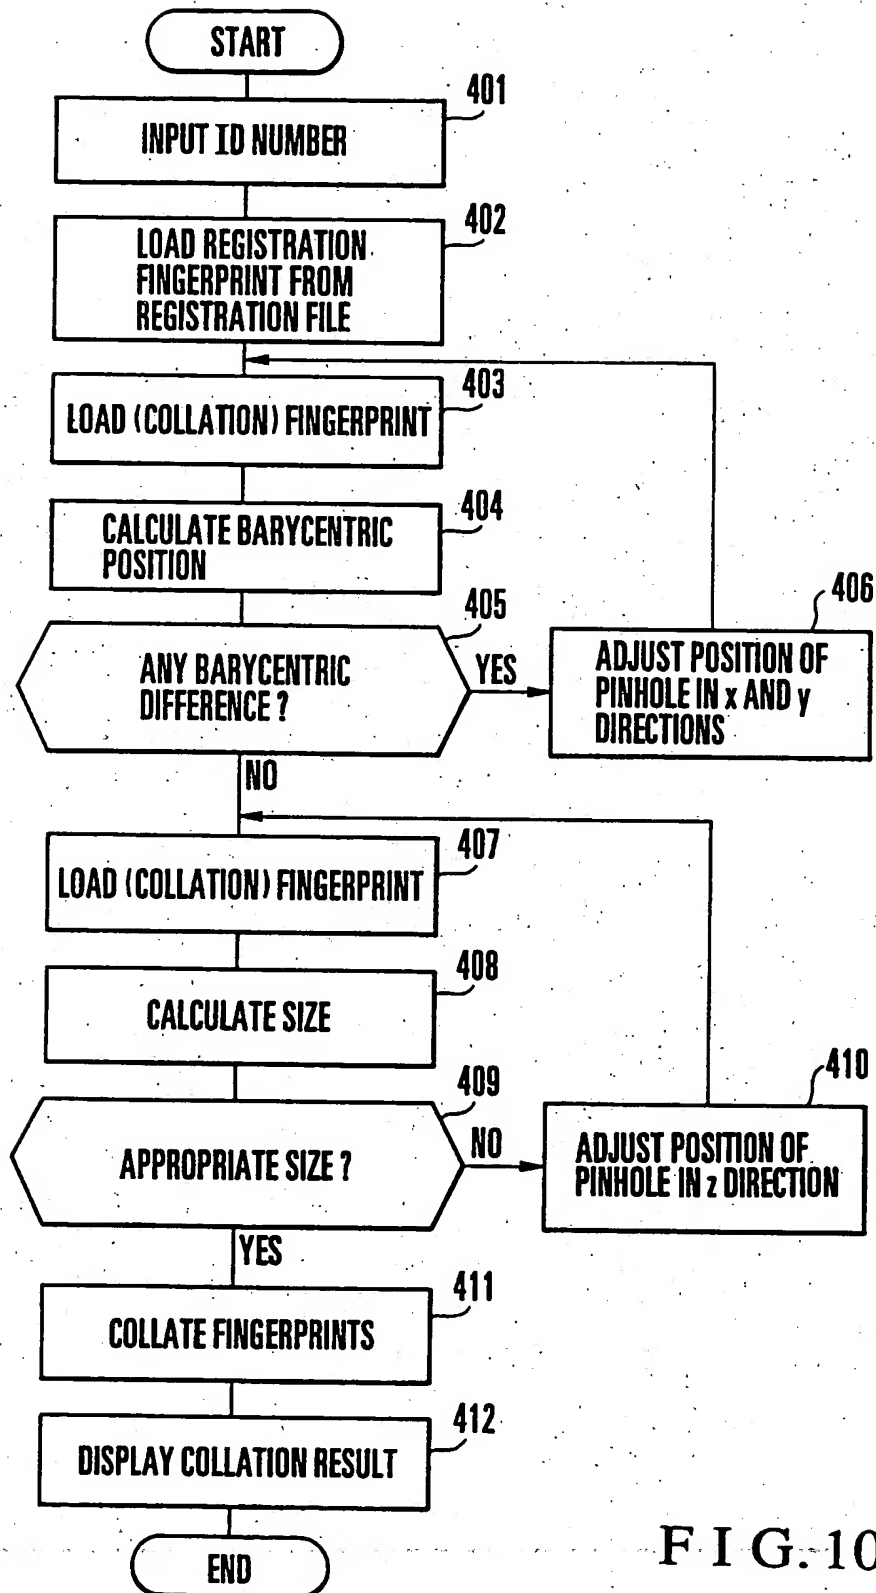 START
401
INPUT ID NUMBER
402
LOAD REGISTRATION
FINGERPRINT FROM
REGISTRATION FILE
403
LOAD (COLLATION) FINGERPRINT
404
CALCULATE BARYCENTRIC
POSITION
405
ANY BARYCENTRIC
DIFFERENCE ?
YES
406
ADJUST POSITION OF
PINHOLE IN x AND y
DIRECTIONS
NO
407
LOAD (COLLATION) FINGERPRINT
408
CALCULATE SIZE
409
APPROPRIATE SIZE ?
NO
410
ADJUST POSITION OF
PINHOLE IN z DIRECTION
YES
411
COLLATE FINGERPRINTS
412
DISPLAY COLLATION RESULT
END
FIG. 10